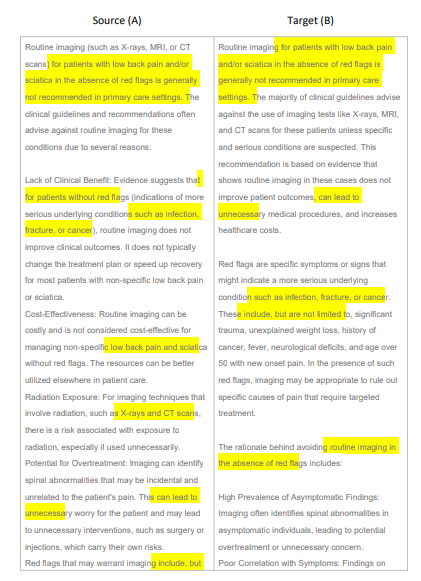 Source (A)
Routine imaging (such as X-rays, MRI, or CT
scans) for patients with low back pain and/or
sciatica in the absence of red flags is generally
not recommended in primary care settings. The
clinical guidelines and recommendations often
advise against routine imaging for these
conditions due to several reasons:
Lack of Clinical Benefit: Evidence suggests that
for patients without red flags (indications of more
serious underlying conditions such as infection,
fracture, or cancer), routine imaging does not
improve clinical outcomes. It does not typically
change the treatment plan or speed up recovery
for most patients with non-specific low back pain
or sciatica.
Cost-Effectiveness: Routine imaging can be
costly and is not considered cost-effective for
managing non-specific low back pain and sciatica
without red flags. The resources can be better
utilized elsewhere in patient care.
Radiation Exposure: For imaging techniques that
involve radiation, such as X-rays and CT scans,
there is a risk associated with exposure to
radiation, especially if used unnecessarily.
Potential for Overtreatment: Imaging can identify
spinal abnormalities that may be incidental and
unrelated to the patient's pain. This can lead to
unnecessary worry for the patient and may lead
to unnecessary interventions, such as surgery or
injections, which carry their own risks.
Red flags that may warrant imaging include, but
Target (B)
Routine imaging for patients with low back pain
and/or sciatica in the absence of red flags is
generally not recommended in primary care
settings. The majority of clinical guidelines advise
against the use of imaging tests like X-rays, MRI,
and CT scans for these patients unless specific
and serious conditions are suspected. This
recommendation is based on evidence that
shows routine imaging in these cases does not
improve patient outcomes, can lead to
unnecessary medical procedures, and increases
healthcare costs.
Red flags are specific symptoms or signs that
might indicate a more serious underlying
condition such as infection, fracture, or cancer.
These include, but are not limited to, significant
trauma, unexplained weight loss, history of
cancer, fever, neurological deficits, and age over
50 with new onset pain. In the presence of such
red flags, imaging may be appropriate to rule out
specific causes of pain that require targeted
treatment.
The rationale behind avoiding routine imaging in
the absence of red flags includes:
High Prevalence of Asymptomatic Findings:
Imaging often identifies spinal abnormalities in
asymptomatic individuals, leading to potential
overtreatment or unnecessary concern.
Poor Correlation with Symptoms: Findings on